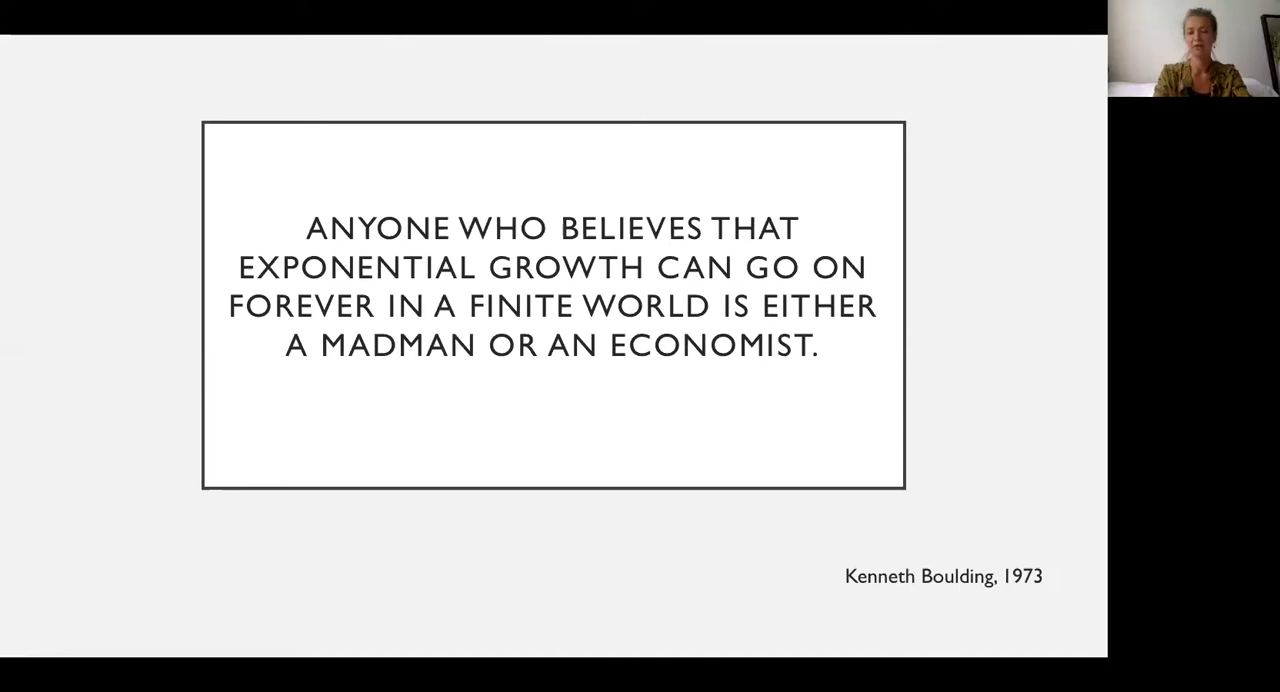 ANYONE WHO BELIEVES THAT
EXPONENTIAL GROWTH CAN GO ON
FOREVER IN A FINITE WORLD IS EITHER
A MADMAN OR AN ECONOMIST.
Kenneth Boulding, 1973